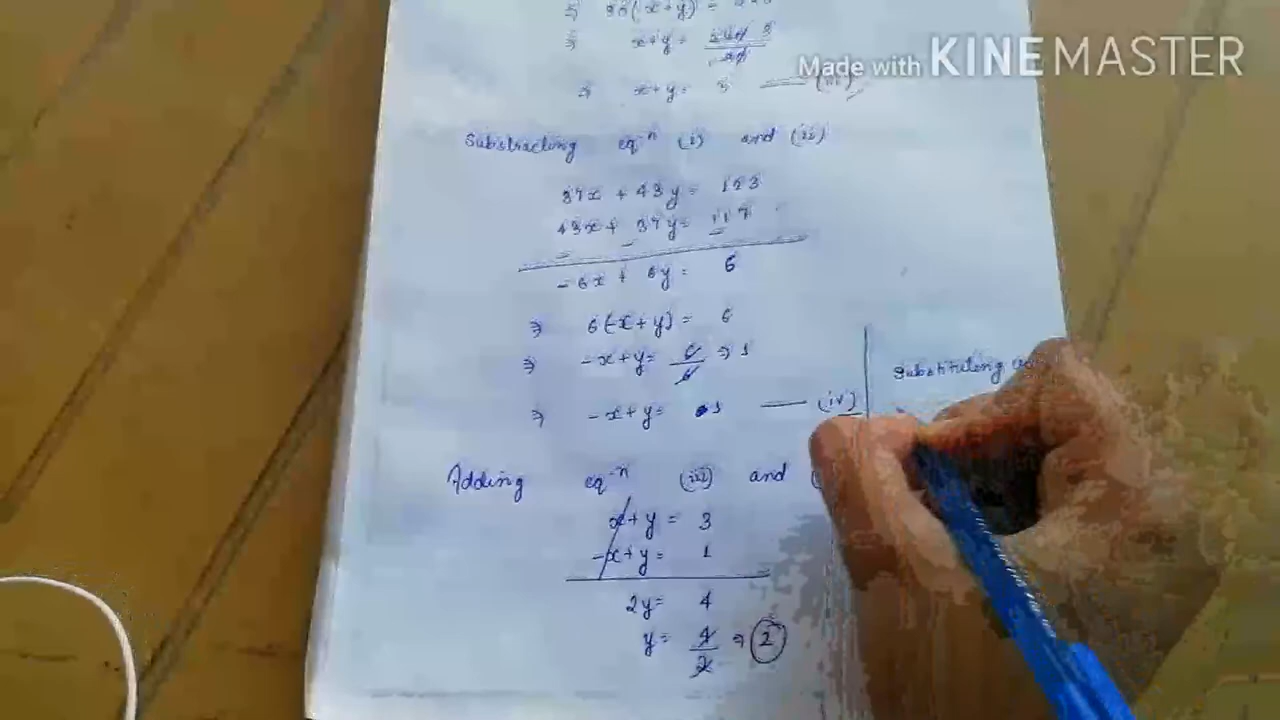 Made with KINEMASTER
⇒ x+y =
⇒ x+y = 3 —— (iii)
Substracting eq-n (i) and (ii)
37x + 43y = 123
43x + 37y = 117
-6x + 6y = 6
⇒ 6(-x+y) = 6
⇒ -x+y = 6/6 ⇒ 1
⇒ -x+y = 1 —— (iv)
Adding eq-n (iii) and
x+y = 3
-x+y = 1
2y = 4
y = 4/2 ⇒ 2
Substituting